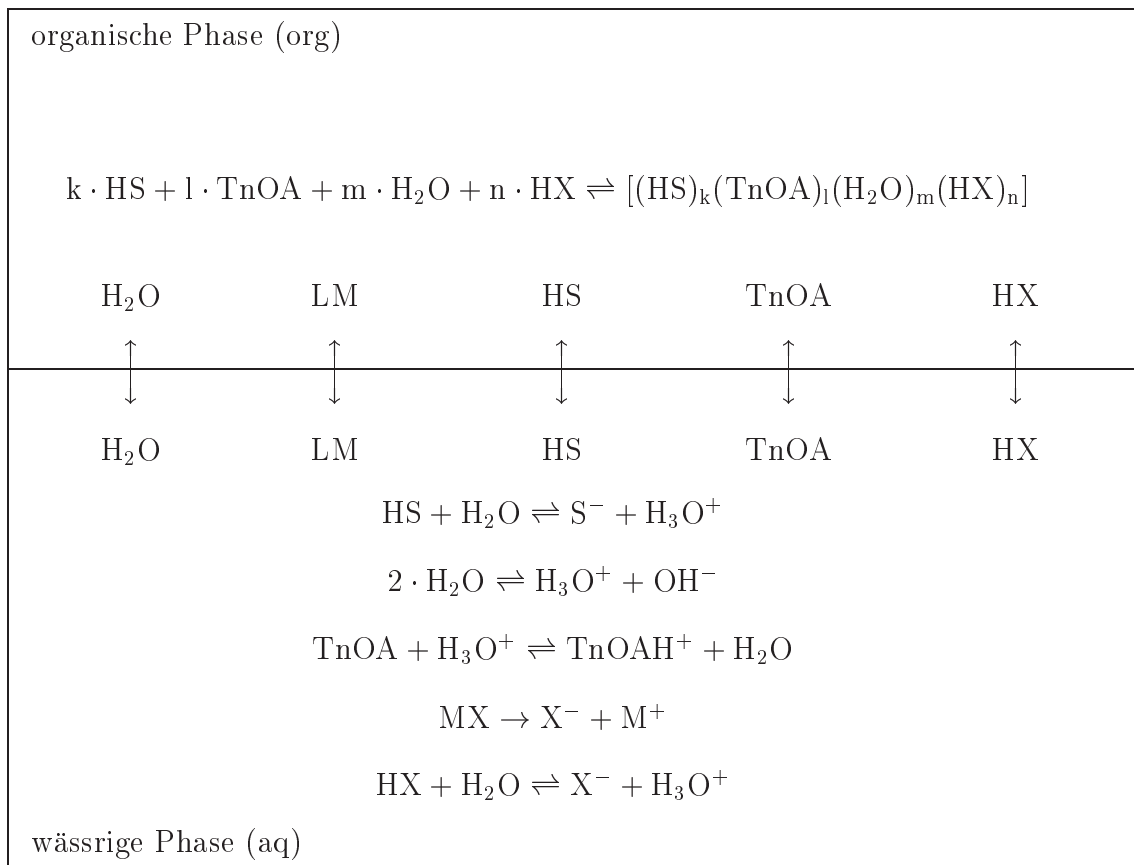 organische Phase (org)
k · HS + l · TnOA + m · H₂O + n · HX ⇌ [(HS)ₖ(TnOA)ₗ(H₂O)ₘ(HX)ₙ]
H₂O LM HS TnOA HX
H₂O LM HS TnOA HX
HS + H₂O ⇌ S⁻ + H₃O⁺
2 · H₂O ⇌ H₃O⁺ + OH⁻
TnOA + H₃O⁺ ⇌ TnOAH⁺ + H₂O
MX → X⁻ + M⁺
HX + H₂O ⇌ X⁻ + H₃O⁺
wässrige Phase (aq)